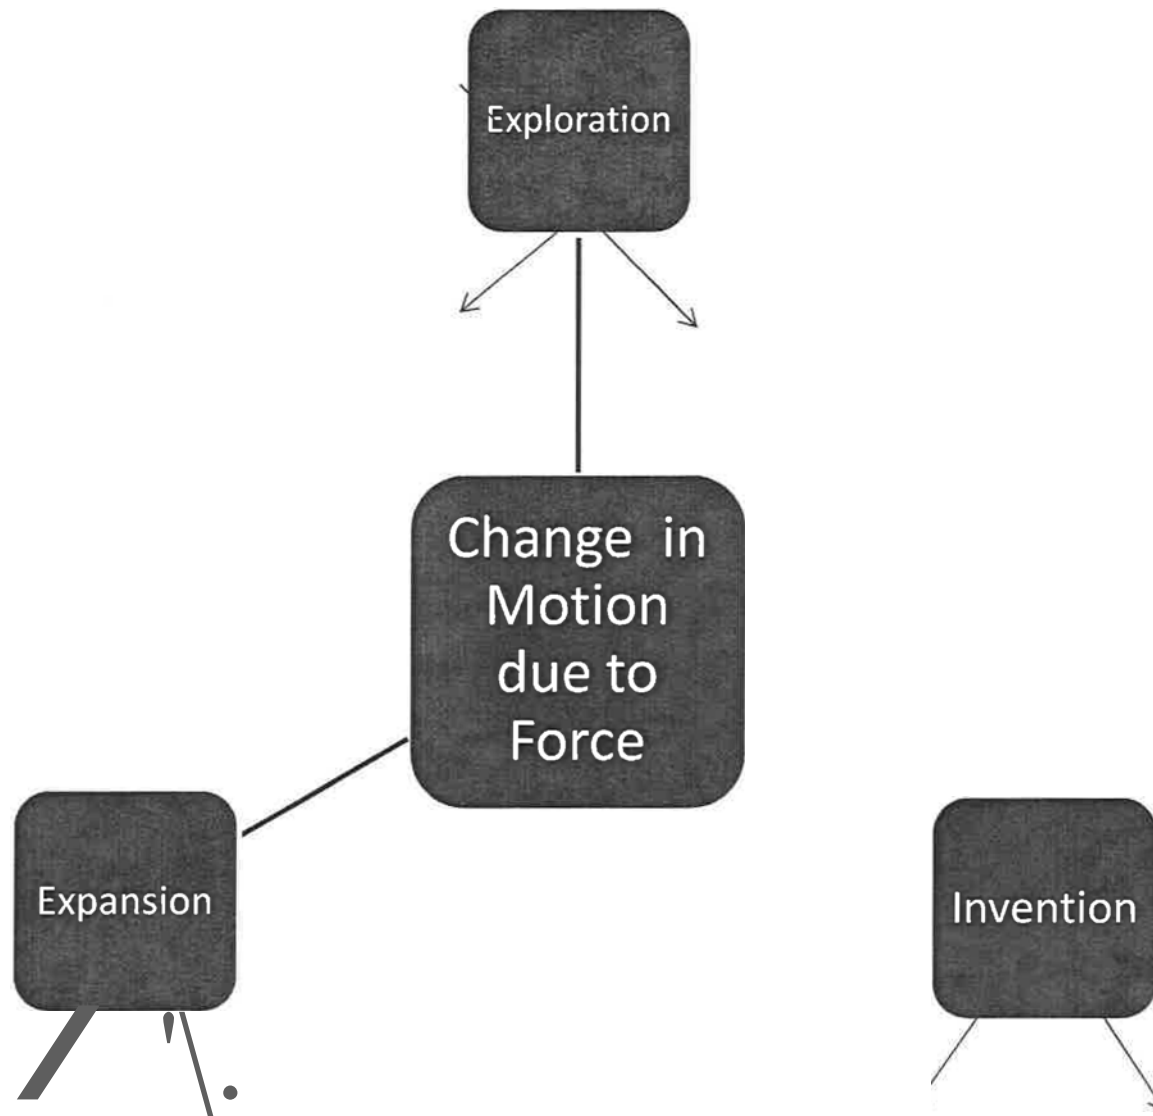 Exploration
Change in
Motion
due to
Force
Expansion
Invention